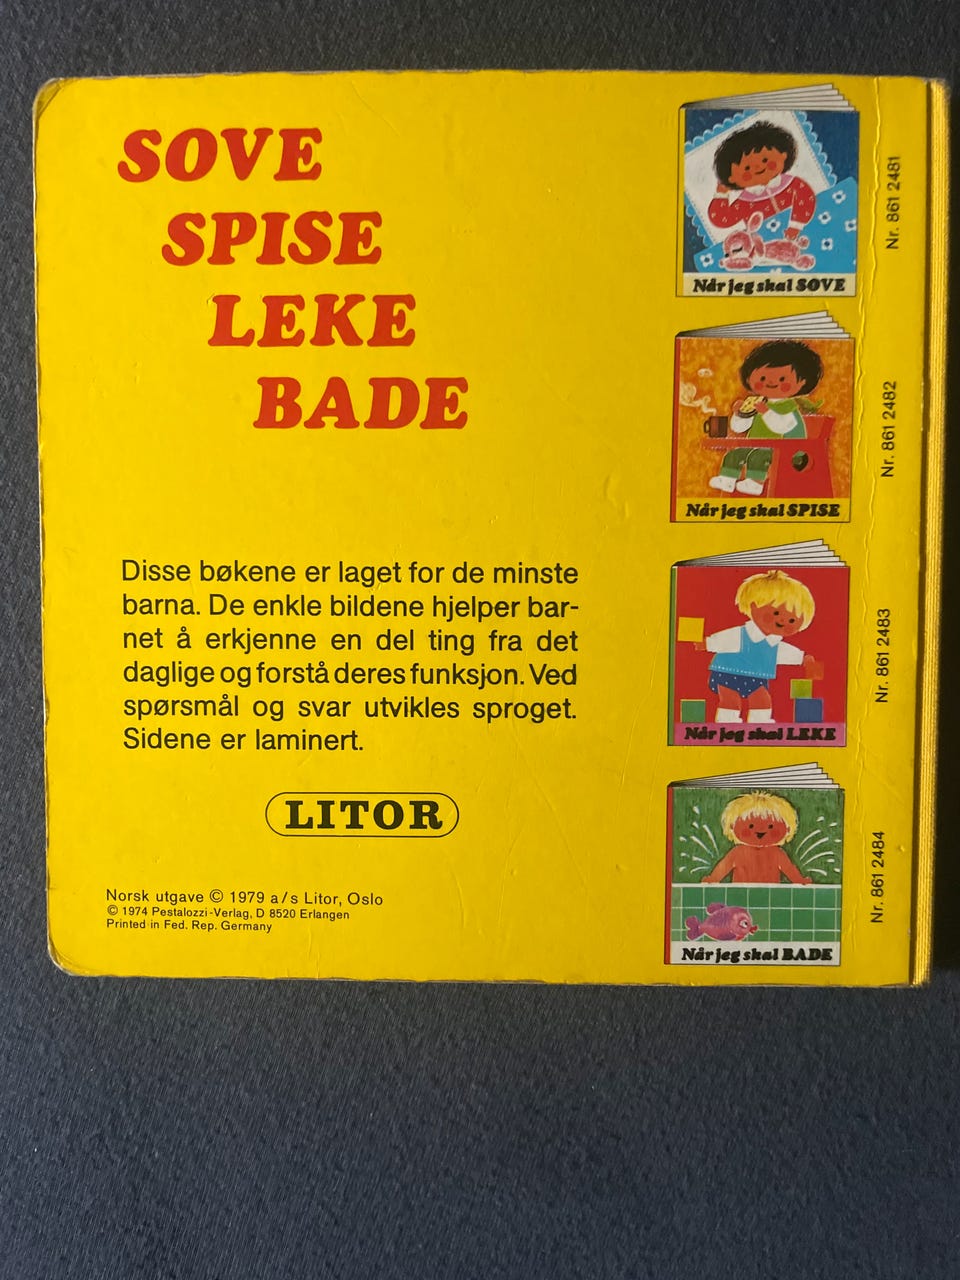 SOVE
SPISE
LEKE
BADE
Disse bøkene er laget for de minste
barna. De enkle bildene hjelper bar-
net å erkjenne en del ting fra det
daglige og forstå deres funksjon. Ved
spørsmål og svar utvikles sproget.
Sidene er laminert.
LITOR
Norsk utgave © 1979 a/s Litor, Oslo
© 1974 Pestalozzi-Verlag, D 8520 Erlangen
Printed in Fed. Rep. Germany
Når jeg skal SOVE
Nr. 861 2481
Når jeg skal SPISE
Nr. 861 2482
Når jeg skal LEKE
Nr. 861 2483
Når jeg skal BADE
Nr. 861 2484